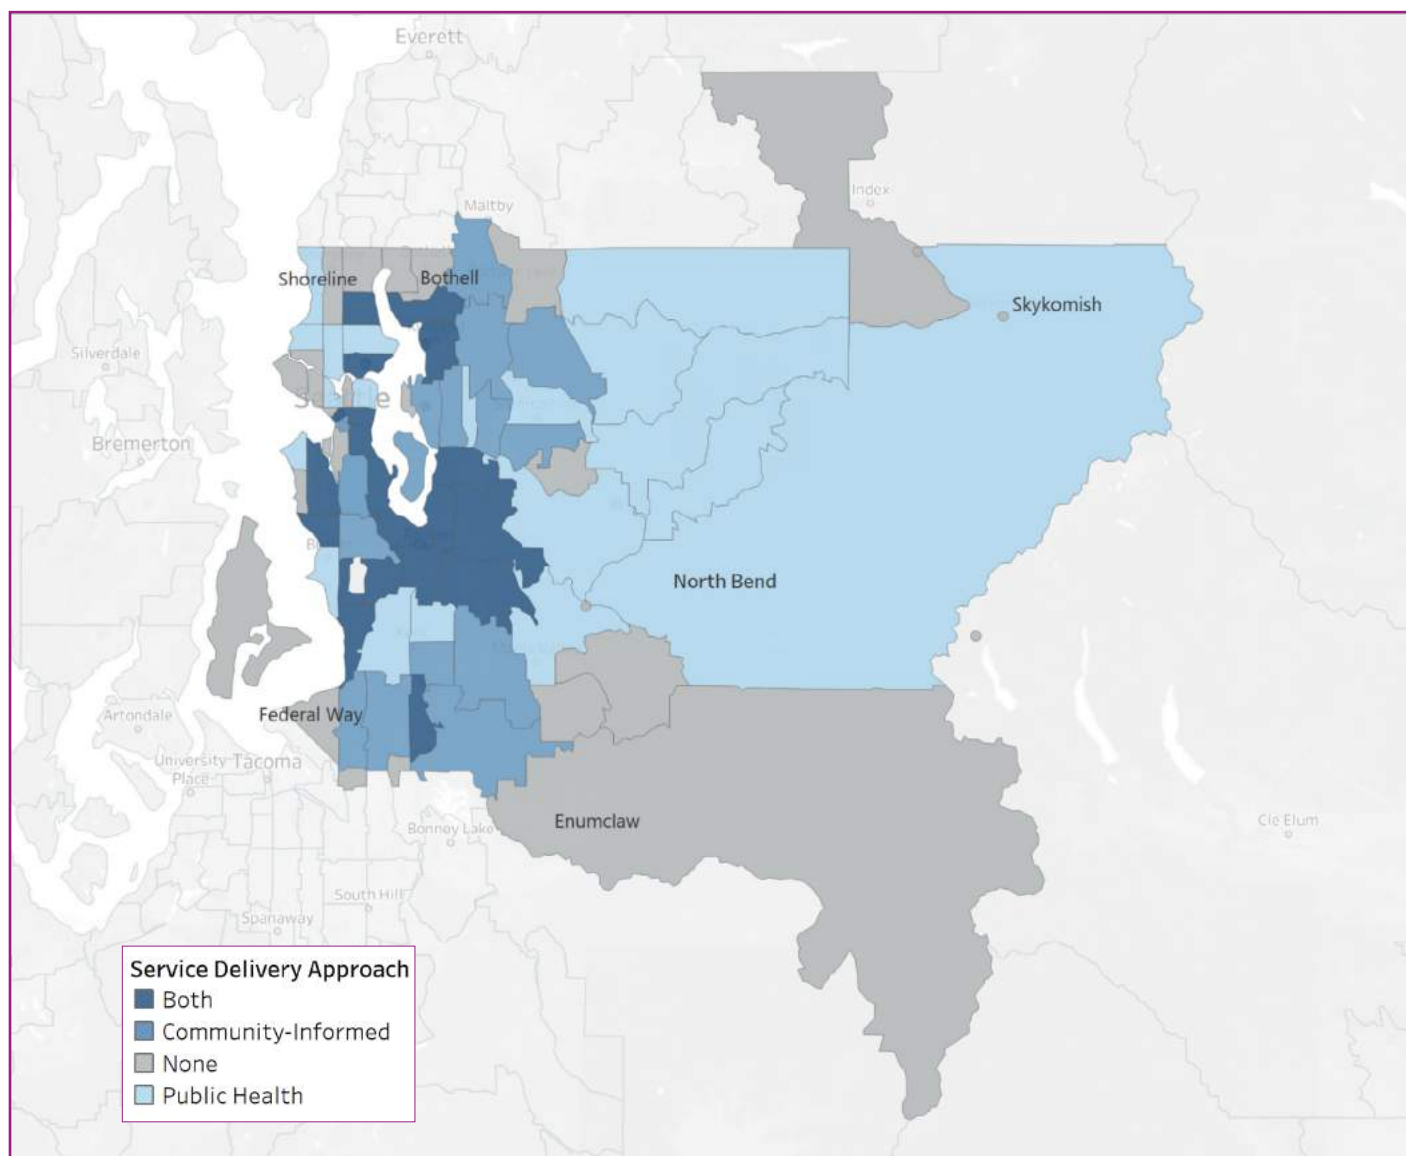 Everett
Maltby
Index
Shoreline
Bothell
Skykomish
Silverdale
Seattle
Bremerton
North Bend
Federal Way
Artondale
University
Place
Tacoma
Enumclaw
Bonney Lake
Cle Elum
South Hill
Spanaway
Service Delivery Approach
Both
Community-Informed
None
Public Health